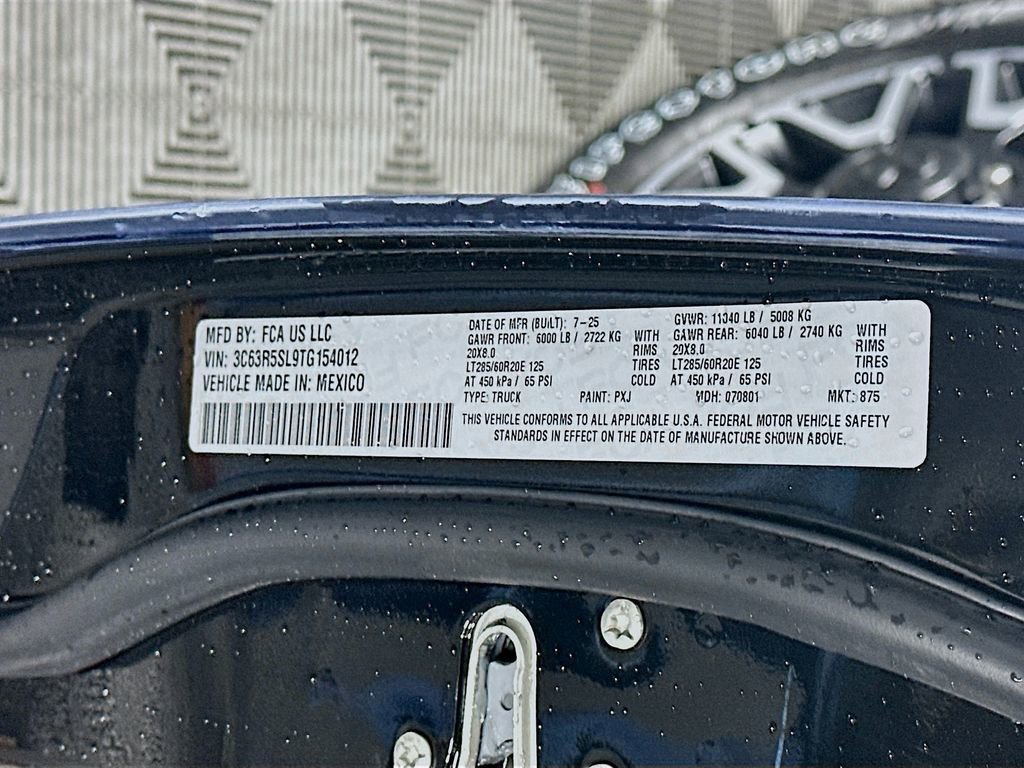 MFD BY: FCA US LLC
VIN: 3C63R5SL9TG154012
VEHICLE MADE IN: MEXICO
DATE OF MFR (BUILT): 7-25
GAWR FRONT: 6000 LB / 2722 KG WITH
20X8.0 RIMS
LT285/60R20E 125 TIRES
AT 450 kPa / 65 PSI COLD
GVWR: 11040 LB / 5008 KG
GAWR REAR: 6040 LB / 2740 KG WITH
20X8.0 RIMS
LT285/60R20E 125 TIRES
AT 450 kPa / 65 PSI COLD
TYPE: TRUCK PAINT: PXJ MDH: 070801 MKT: 875
THIS VEHICLE CONFORMS TO ALL APPLICABLE U.S.A. FEDERAL MOTOR VEHICLE SAFETY
STANDARDS IN EFFECT ON THE DATE OF MANUFACTURE SHOWN ABOVE.